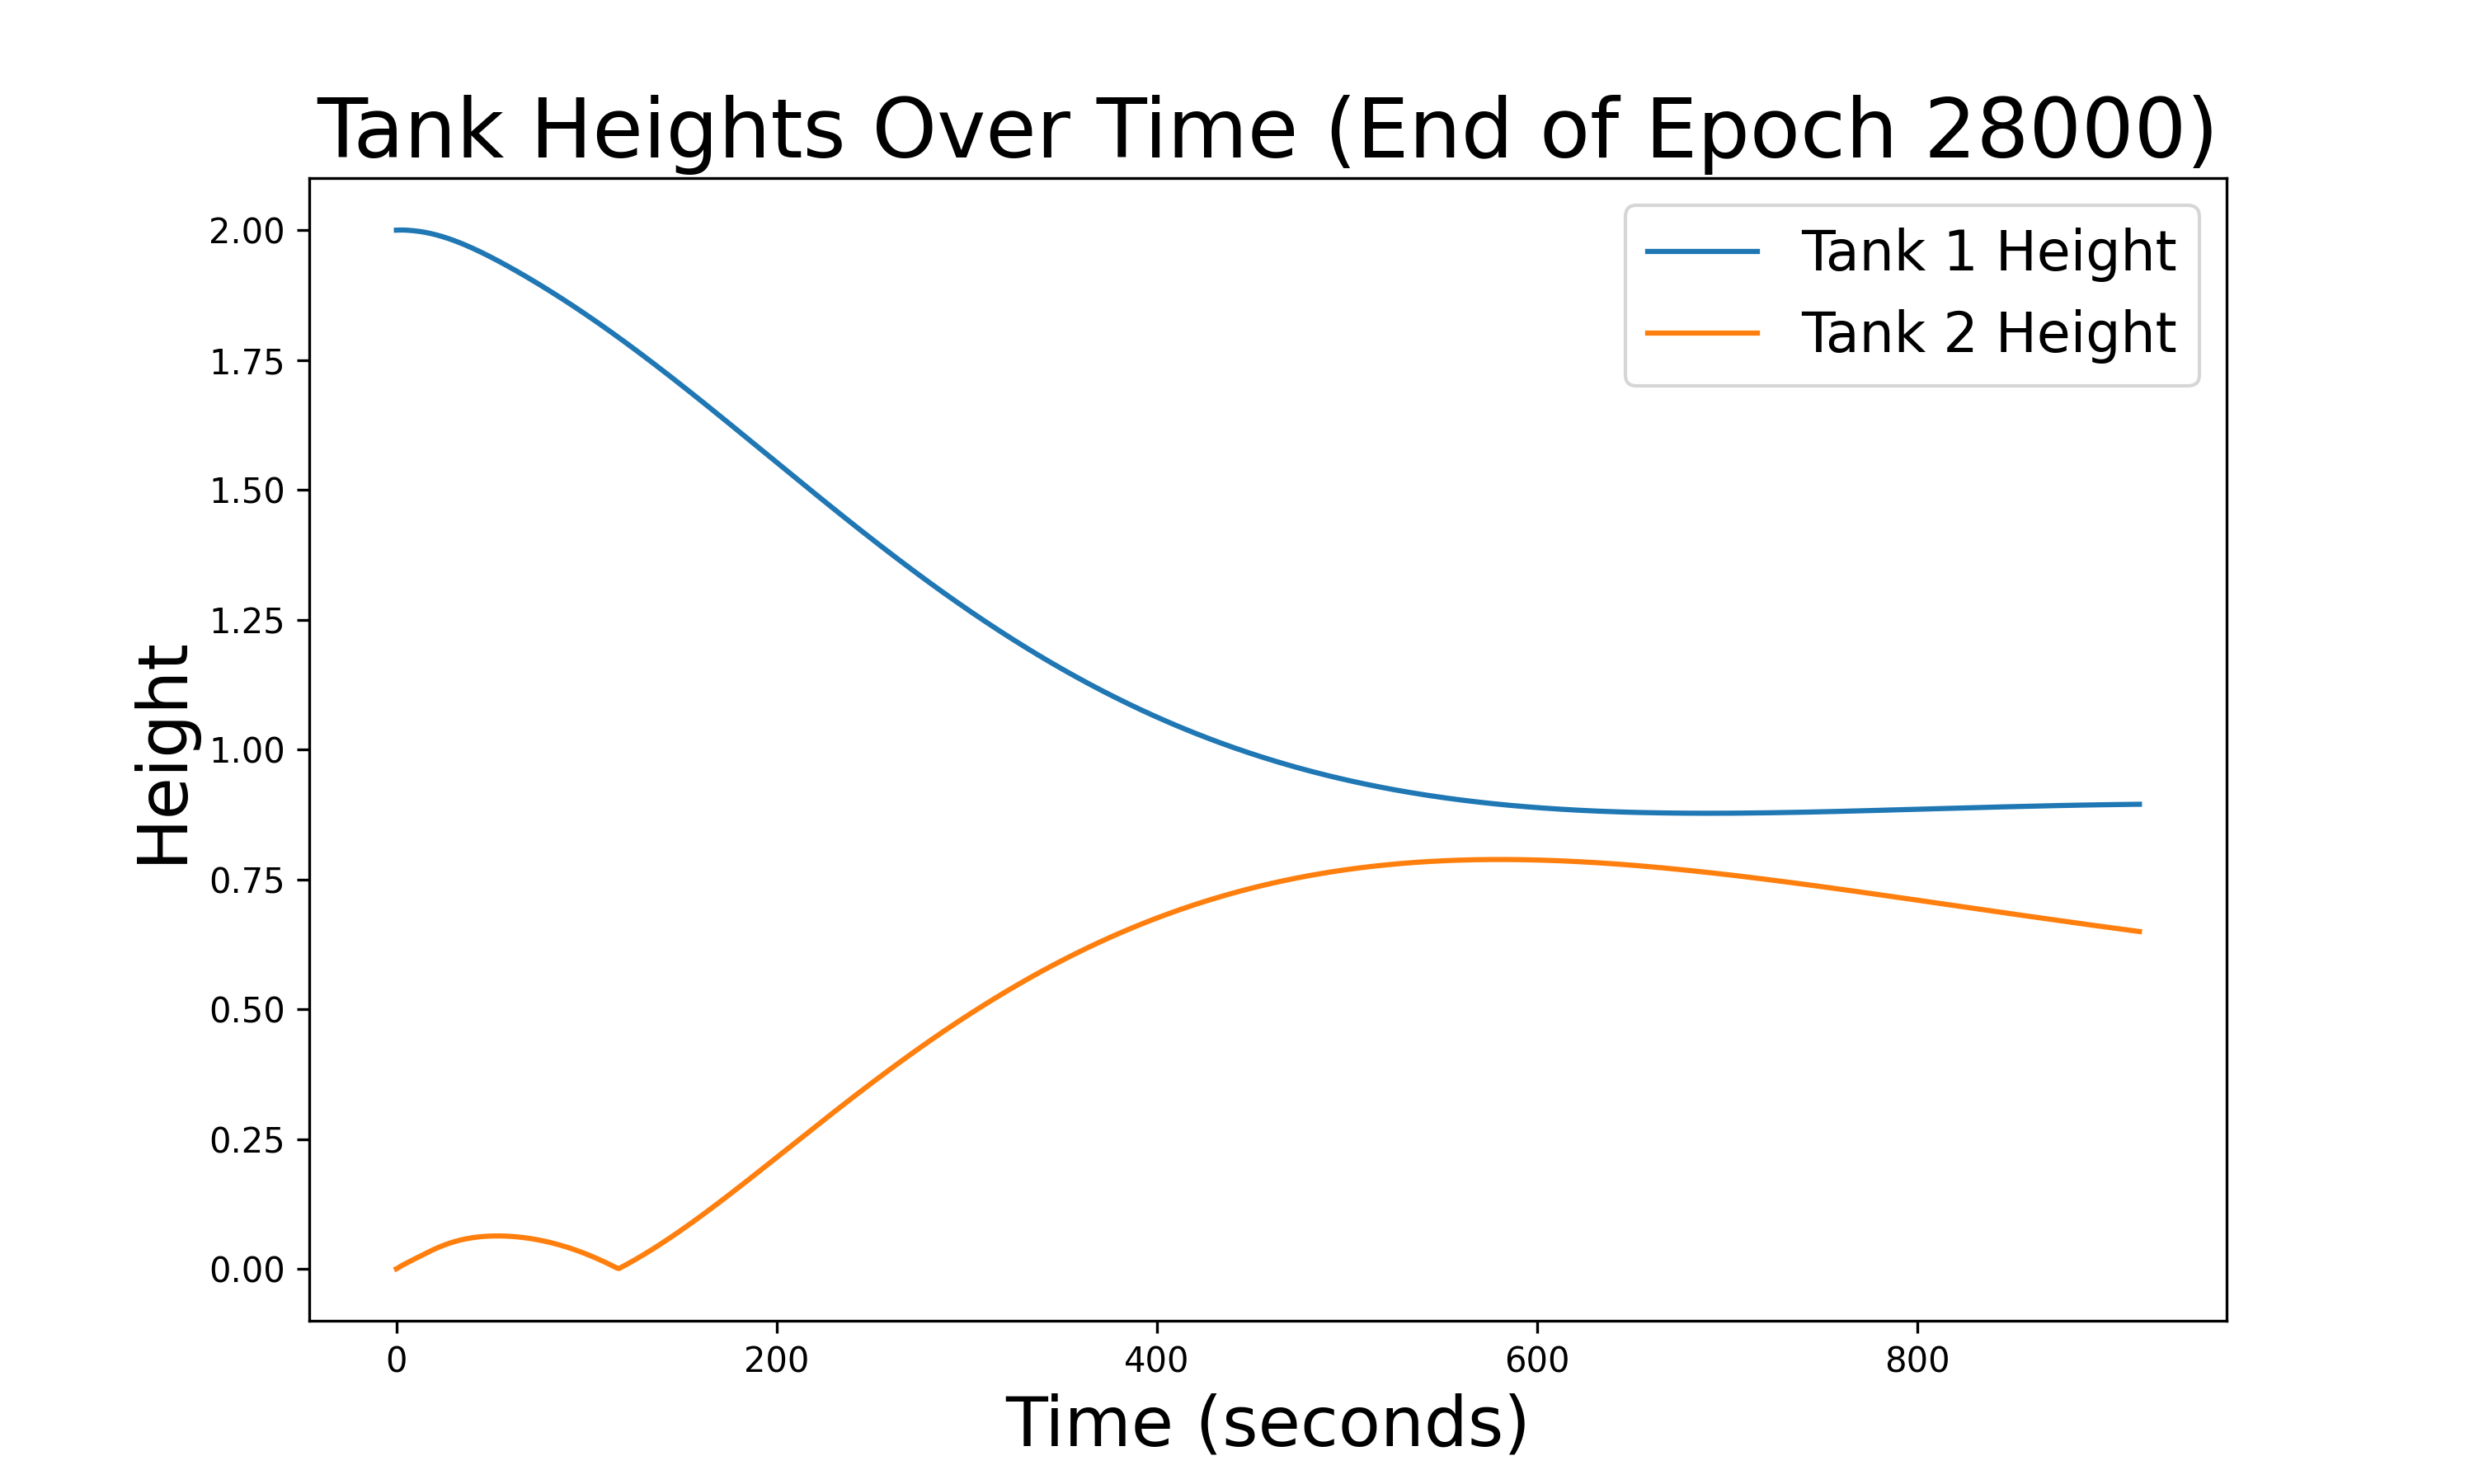 Tank Heights Over Time (End of Epoch 28000)
Tank 1 Height
Tank 2 Height
Height
2.00
1.75
1.50
1.25
1.00
0.75
0.50
0.25
0.00
0 200 400 600 800
Time (seconds)